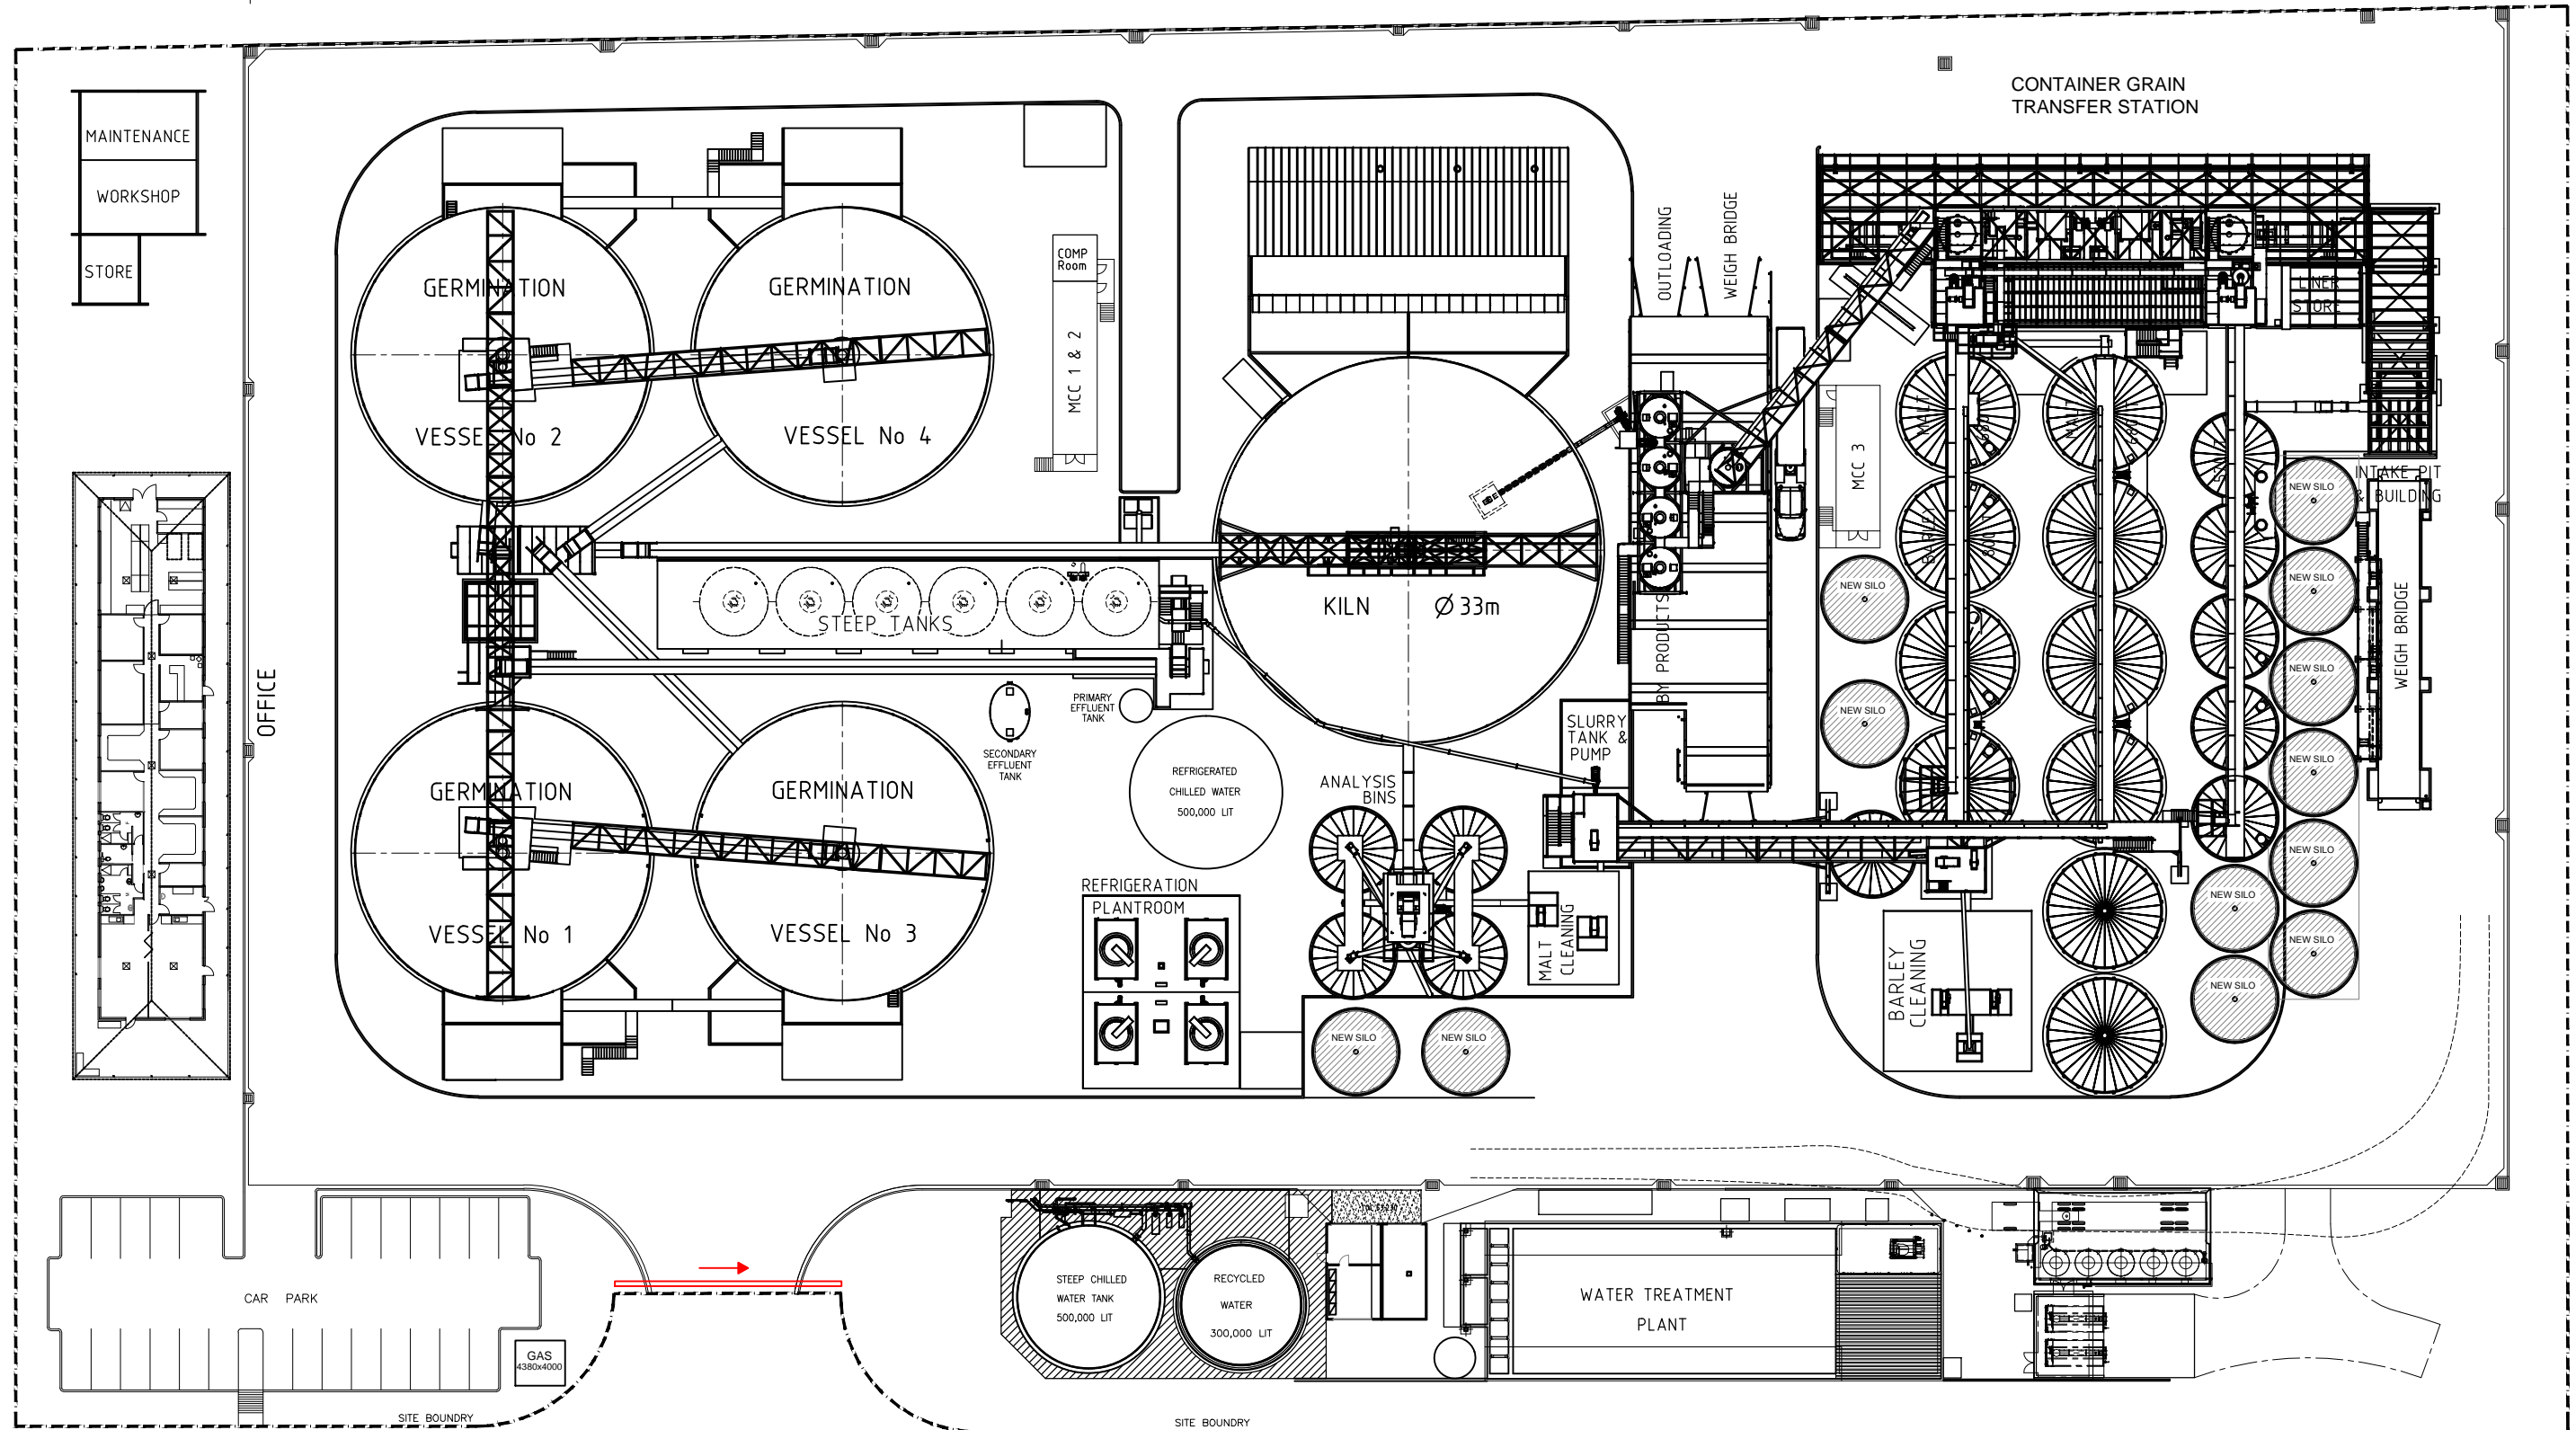 CONTAINER GRAIN
TRANSFER STATION
MAINTENANCE
WORKSHOP
STORE
OFFICE
GERMINATION
VESSEL No 2
GERMINATION
VESSEL No 4
COMP
Room
MCC 1 & 2
STEEP TANKS
GERMINATION
VESSEL No 1
GERMINATION
VESSEL No 3
SECONDARY
EFFLUENT
TANK
PRIMARY
EFFLUENT
TANK
REFRIGERATED
CHILLED WATER
500,000 LIT
REFRIGERATION
PLANTROOM
KILN Ø 33m
ANALYSIS
BINS
SLURRY
TANK &
PUMP
MALT
CLEANING
NEW SILO
NEW SILO
OUTLOADING
WEIGH BRIDGE
BY PRODUCTS
MCC 3
NEW SILO
NEW SILO
MALT
MALT
LINER
STORE
INTAKE PIT
& BUILDING
WEIGH BRIDGE
NEW SILO
NEW SILO
NEW SILO
NEW SILO
NEW SILO
NEW SILO
NEW SILO
NEW SILO
BARLEY
CLEANING
CAR PARK
GAS
4380x4000
SITE BOUNDRY
SITE BOUNDRY
STEEP CHILLED
WATER TANK
500,000 LIT
RECYCLED
WATER
300,000 LIT
WATER TREATMENT
PLANT